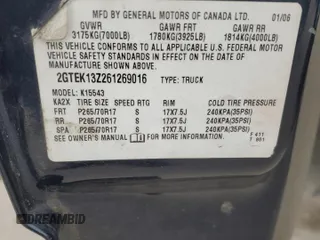 MFD BY GENERAL MOTORS OF CANADA LTD. 01/06
GVWR GAWR FRT GAWR RR
3175KG(7000LB) 1780KG(3925LB) 1814KG(4000LB)
THIS VEHICLE CONFORMS TO ALL APPLICABLE U.S. FEDERAL
MOTOR VEHICLE SAFETY STANDARDS IN EFFECT ON THE DATE OF
MANUFACTURE SHOWN ABOVE.
2GTEK13Z261269016 TYPE: TRUCK
MODEL: K15543
KA2X TIRE SIZE SPEED RTG RIM COLD TIRE PRESSURE
FRT P265/70R17 S 17X7.5J 240KPA(35PSI)
RR P265/70R17 S 17X7.5J 240KPA(35PSI)
SPA P265/70R17 S 17X7.5J 240KPA(35PSI)
SEE OWNER'S MANUAL FOR MORE INFORMATION
DREAMBID